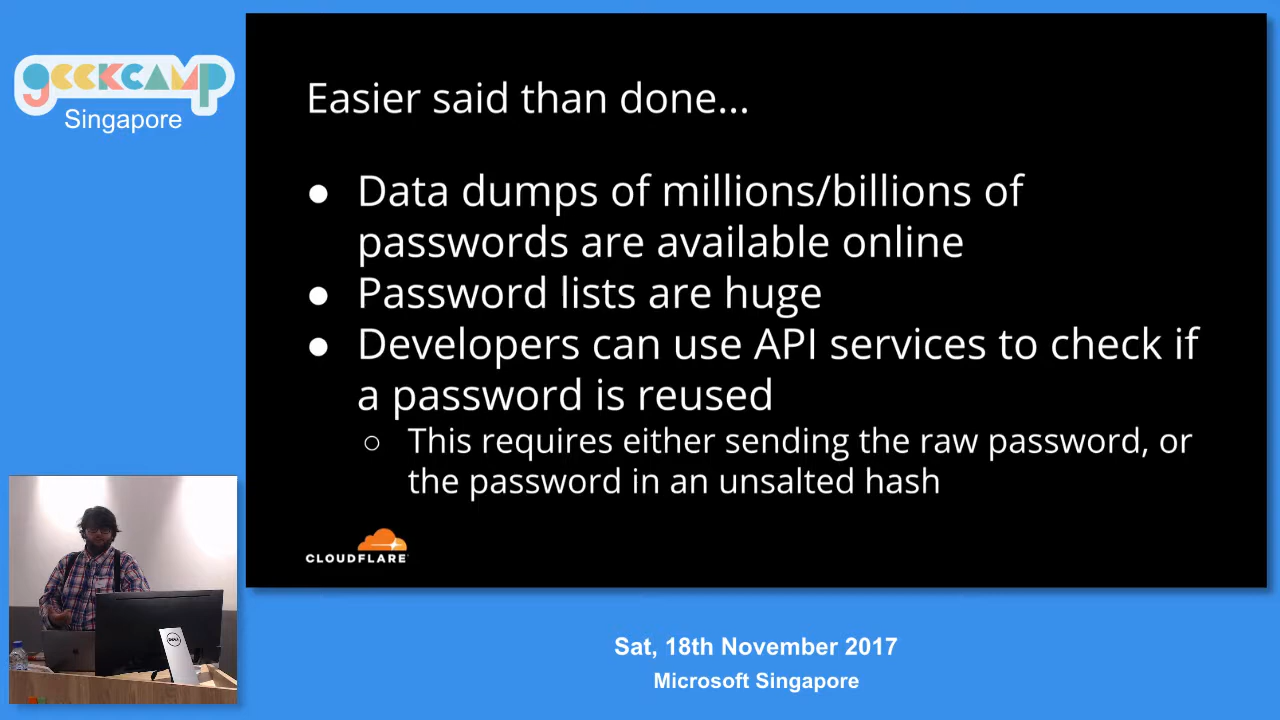 geekcamp
Singapore
Easier said than done...
● Data dumps of millions/billions of
passwords are available online
● Password lists are huge
● Developers can use API services to check if
a password is reused
○ This requires either sending the raw password, or
the password in an unsalted hash
CLOUDFLARE
DELL
Sat, 18th November 2017
Microsoft Singapore